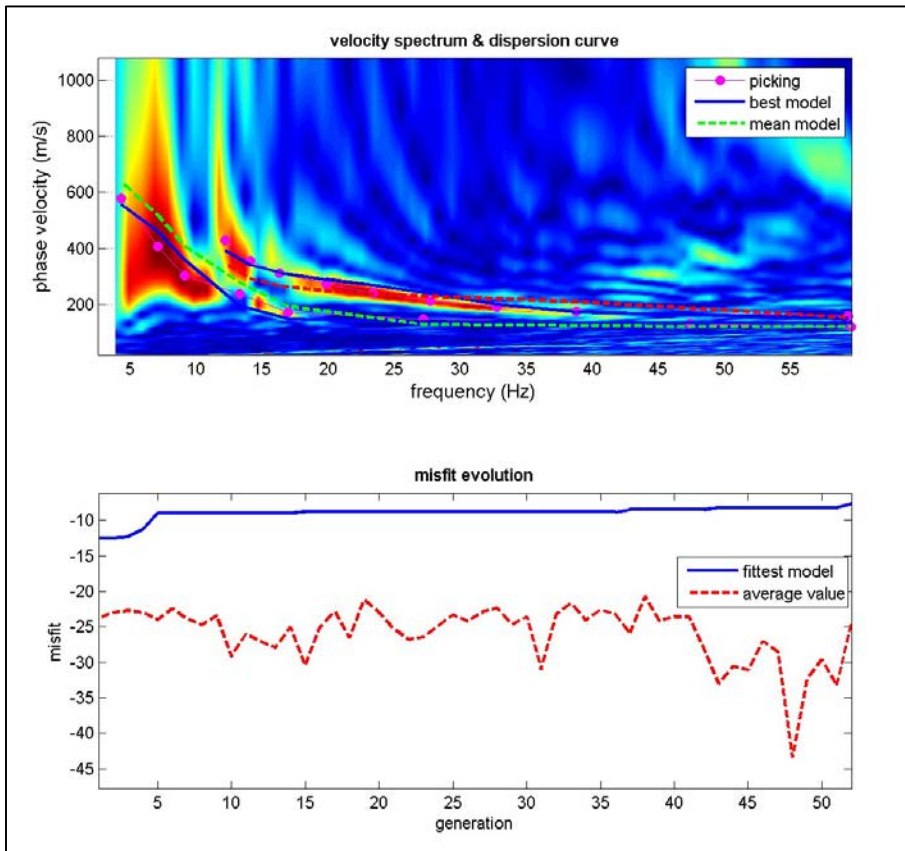 velocity spectrum & dispersion curve
1000
800
600
400
200
phase velocity (m/s)
picking
best model
mean model
5 10 15 20 25 30 35 40 45 50 55
frequency (Hz)
misfit evolution
-10
-15
-20
-25
-30
-35
-40
-45
misfit
fittest model
average value
5 10 15 20 25 30 35 40 45 50
generation